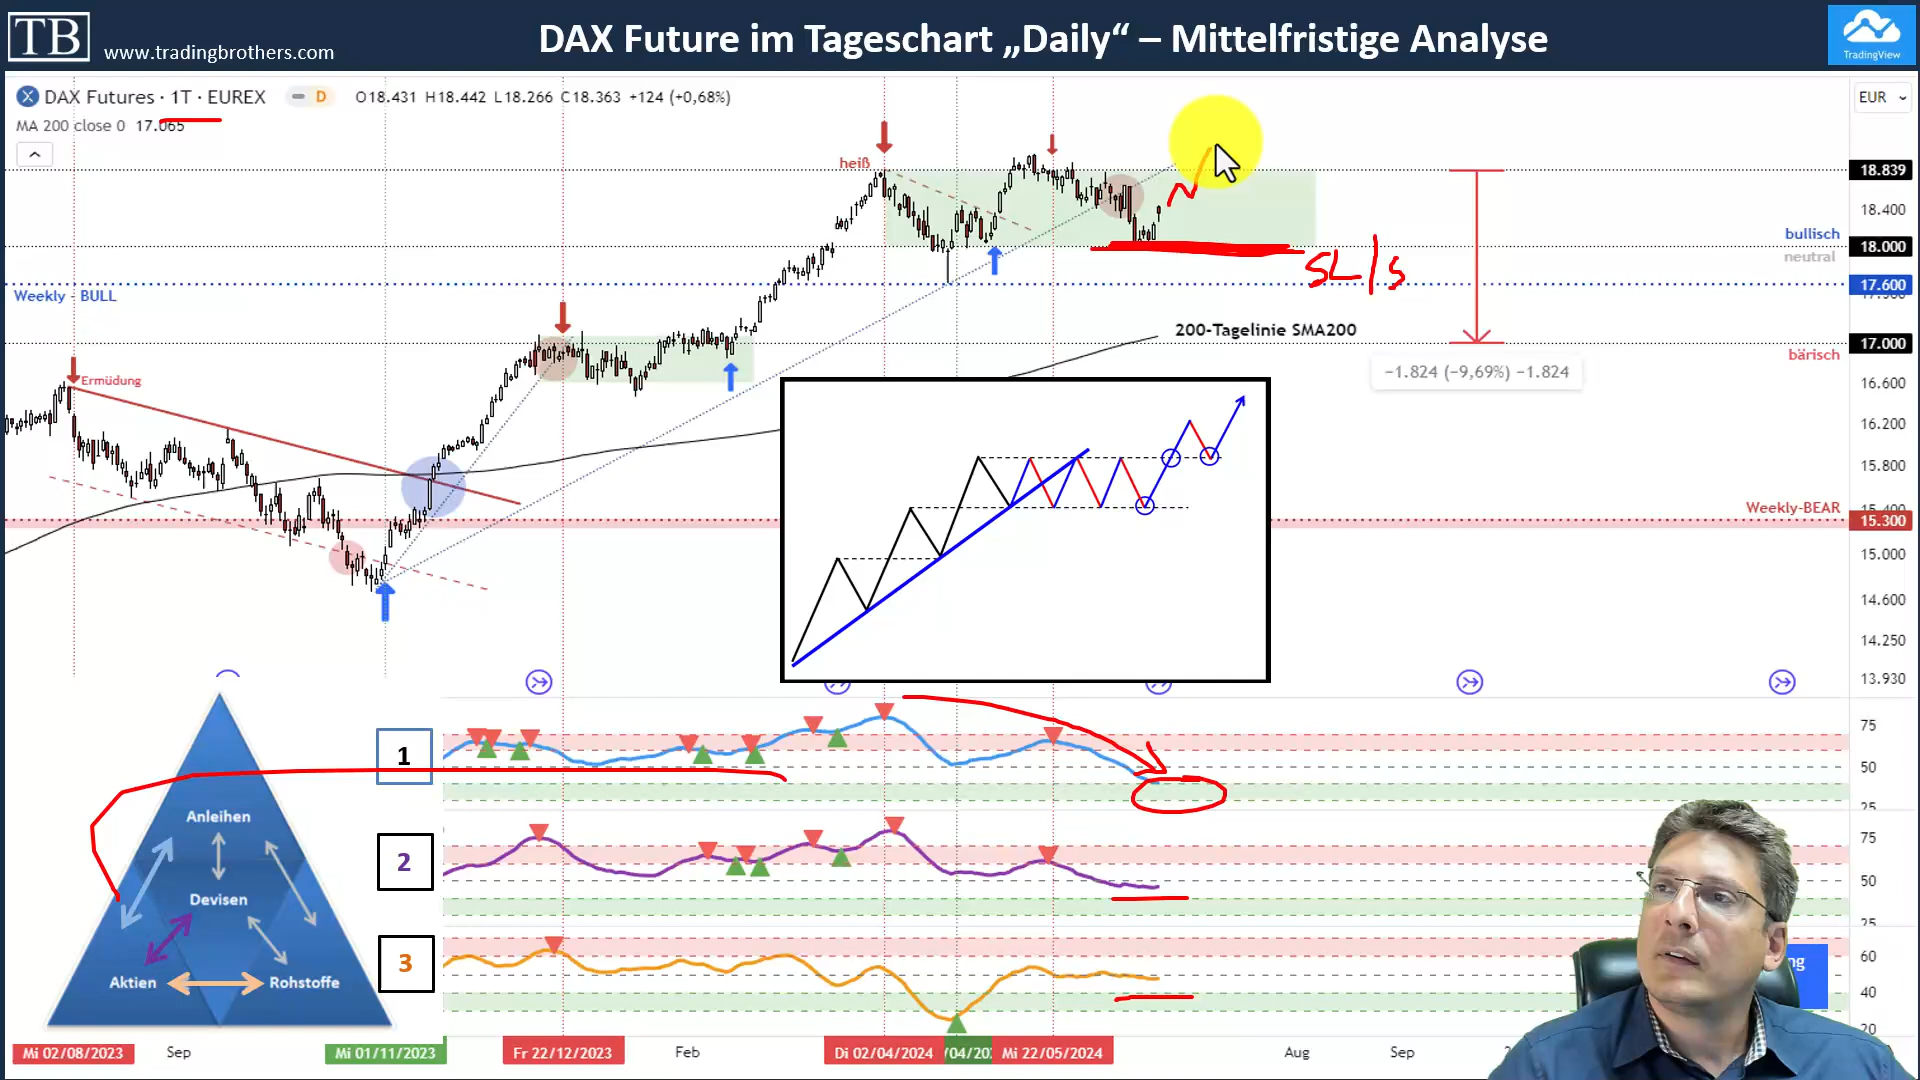 TB www.tradingbrothers.com
DAX Future im Tageschart „Daily“ – Mittelfristige Analyse
TradingView
DAX Futures · 1T · EUREX D O18.431 H18.442 L18.266 C18.363 +124 (+0,68%)
EUR
MA 200 close 0 17.065
heiß
18.839
18.400
bullisch
18.000
neutral
SL/S
Weekly - BULL
17.600
200-Tagelinie SMA200
17.000
bärisch
−1.824 (−9,69%) −1.824
Ermüdung
16.600
16.200
15.800
Weekly-BEAR
15.300
15.000
14.600
14.250
13.930
1
75
50
25
Anleihen
2
75
50
25
Devisen
3
60
40
20
Aktien
Rohstoffe
ng
Mi 02/08/2023 Sep Mi 01/11/2023 Fr 22/12/2023 Feb Di 02/04/2024 /04/202 Mi 22/05/2024 Aug Sep